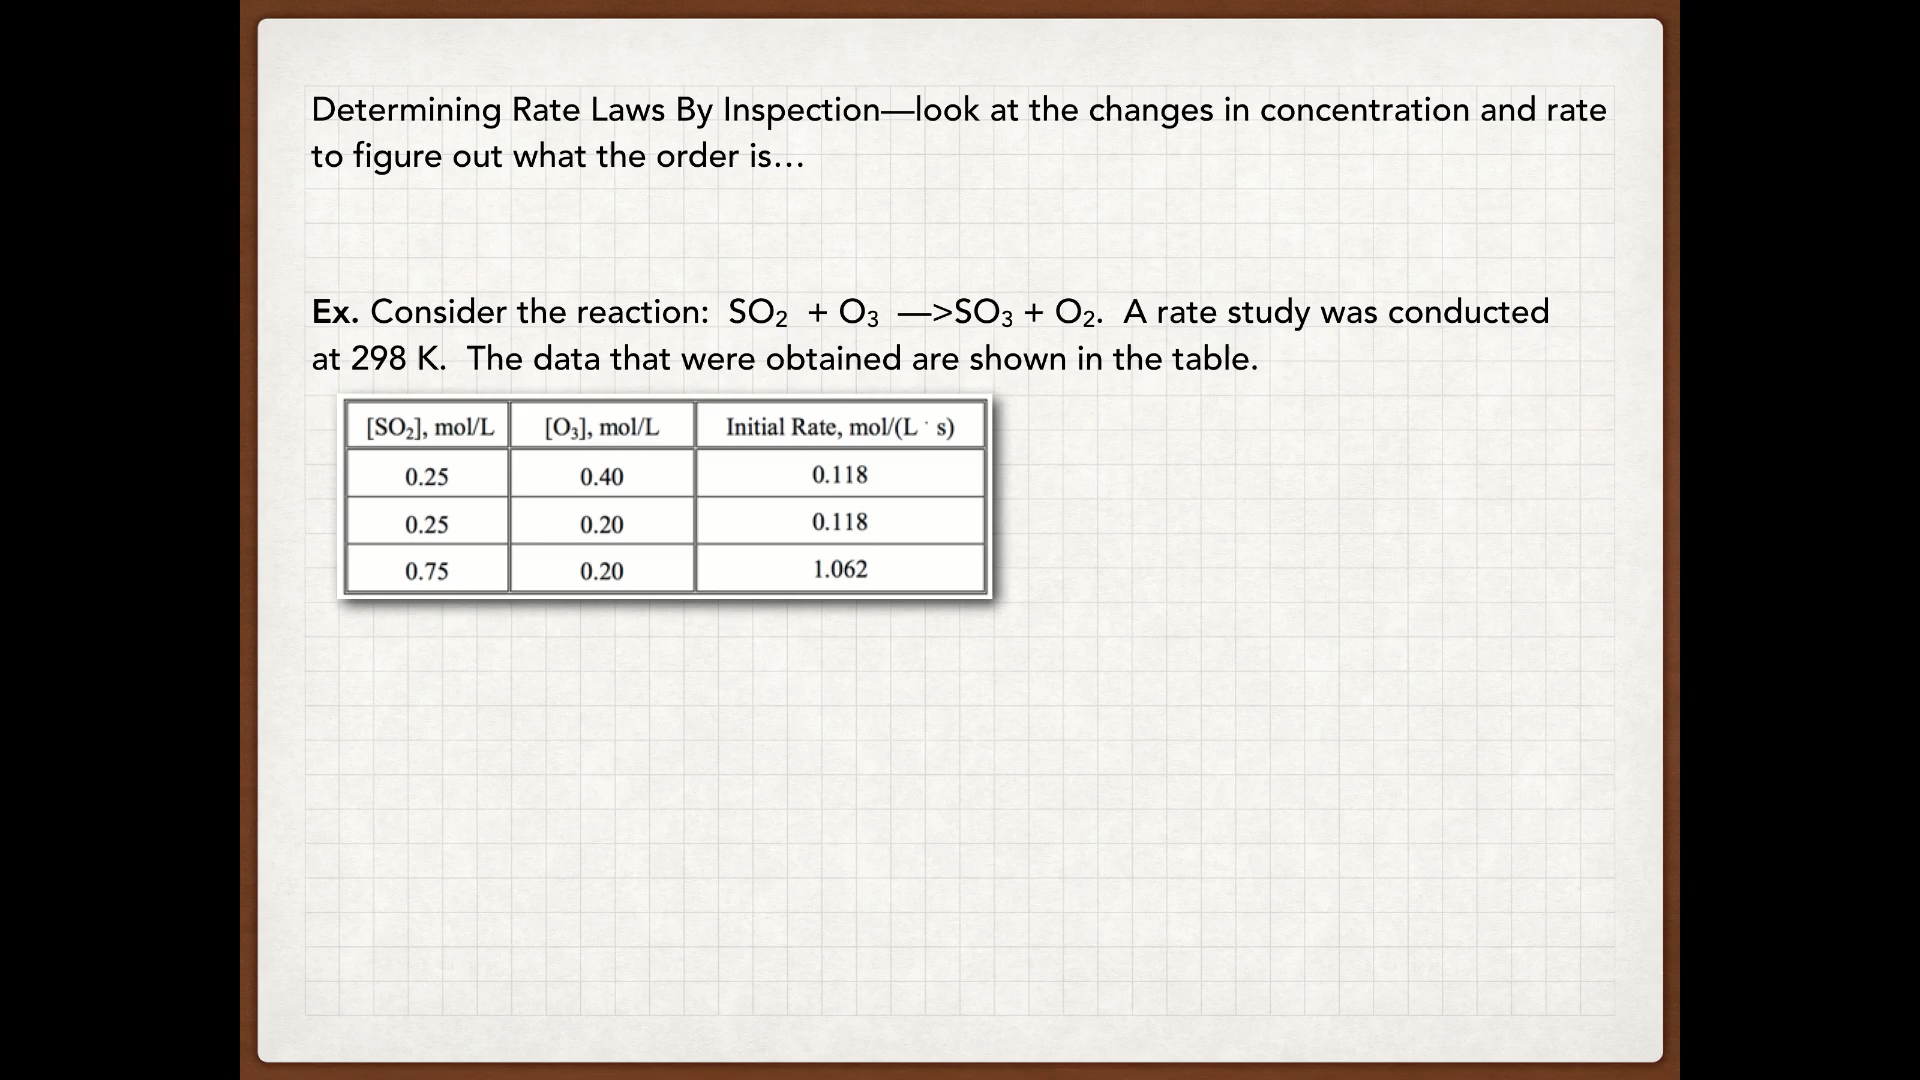 Determining Rate Laws By Inspection—look at the changes in concentration and rate
to figure out what the order is...
Ex. Consider the reaction: SO₂ + O₃ —>SO₃ + O₂. A rate study was conducted
at 298 K. The data that were obtained are shown in the table.
[SO₂], mol/L [O₃], mol/L Initial Rate, mol/(L · s)
0.25 0.40 0.118
0.25 0.20 0.118
0.75 0.20 1.062